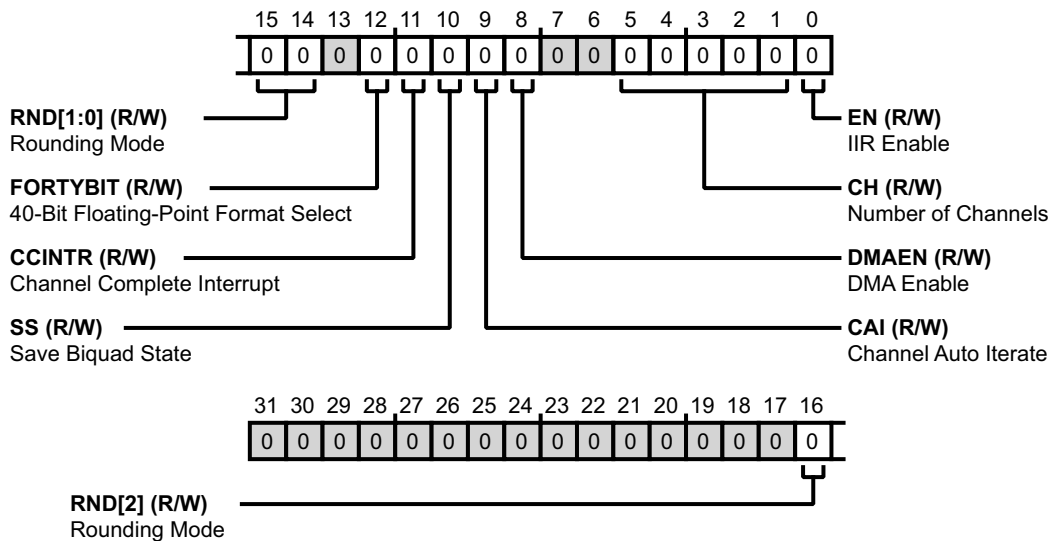 15 14 13 12 11 10 9 8 7 6 5 4 3 2 1 0
0 0 0 0 0 0 0 0 0 0 0 0 0 0 0 0
RND[1:0] (R/W)
Rounding Mode
EN (R/W)
IIR Enable
FORTYBIT (R/W)
40-Bit Floating-Point Format Select
CH (R/W)
Number of Channels
CCINTR (R/W)
Channel Complete Interrupt
DMAEN (R/W)
DMA Enable
SS (R/W)
Save Biquad State
CAI (R/W)
Channel Auto Iterate
31 30 29 28 27 26 25 24 23 22 21 20 19 18 17 16
0 0 0 0 0 0 0 0 0 0 0 0 0 0 0 0
RND[2] (R/W)
Rounding Mode